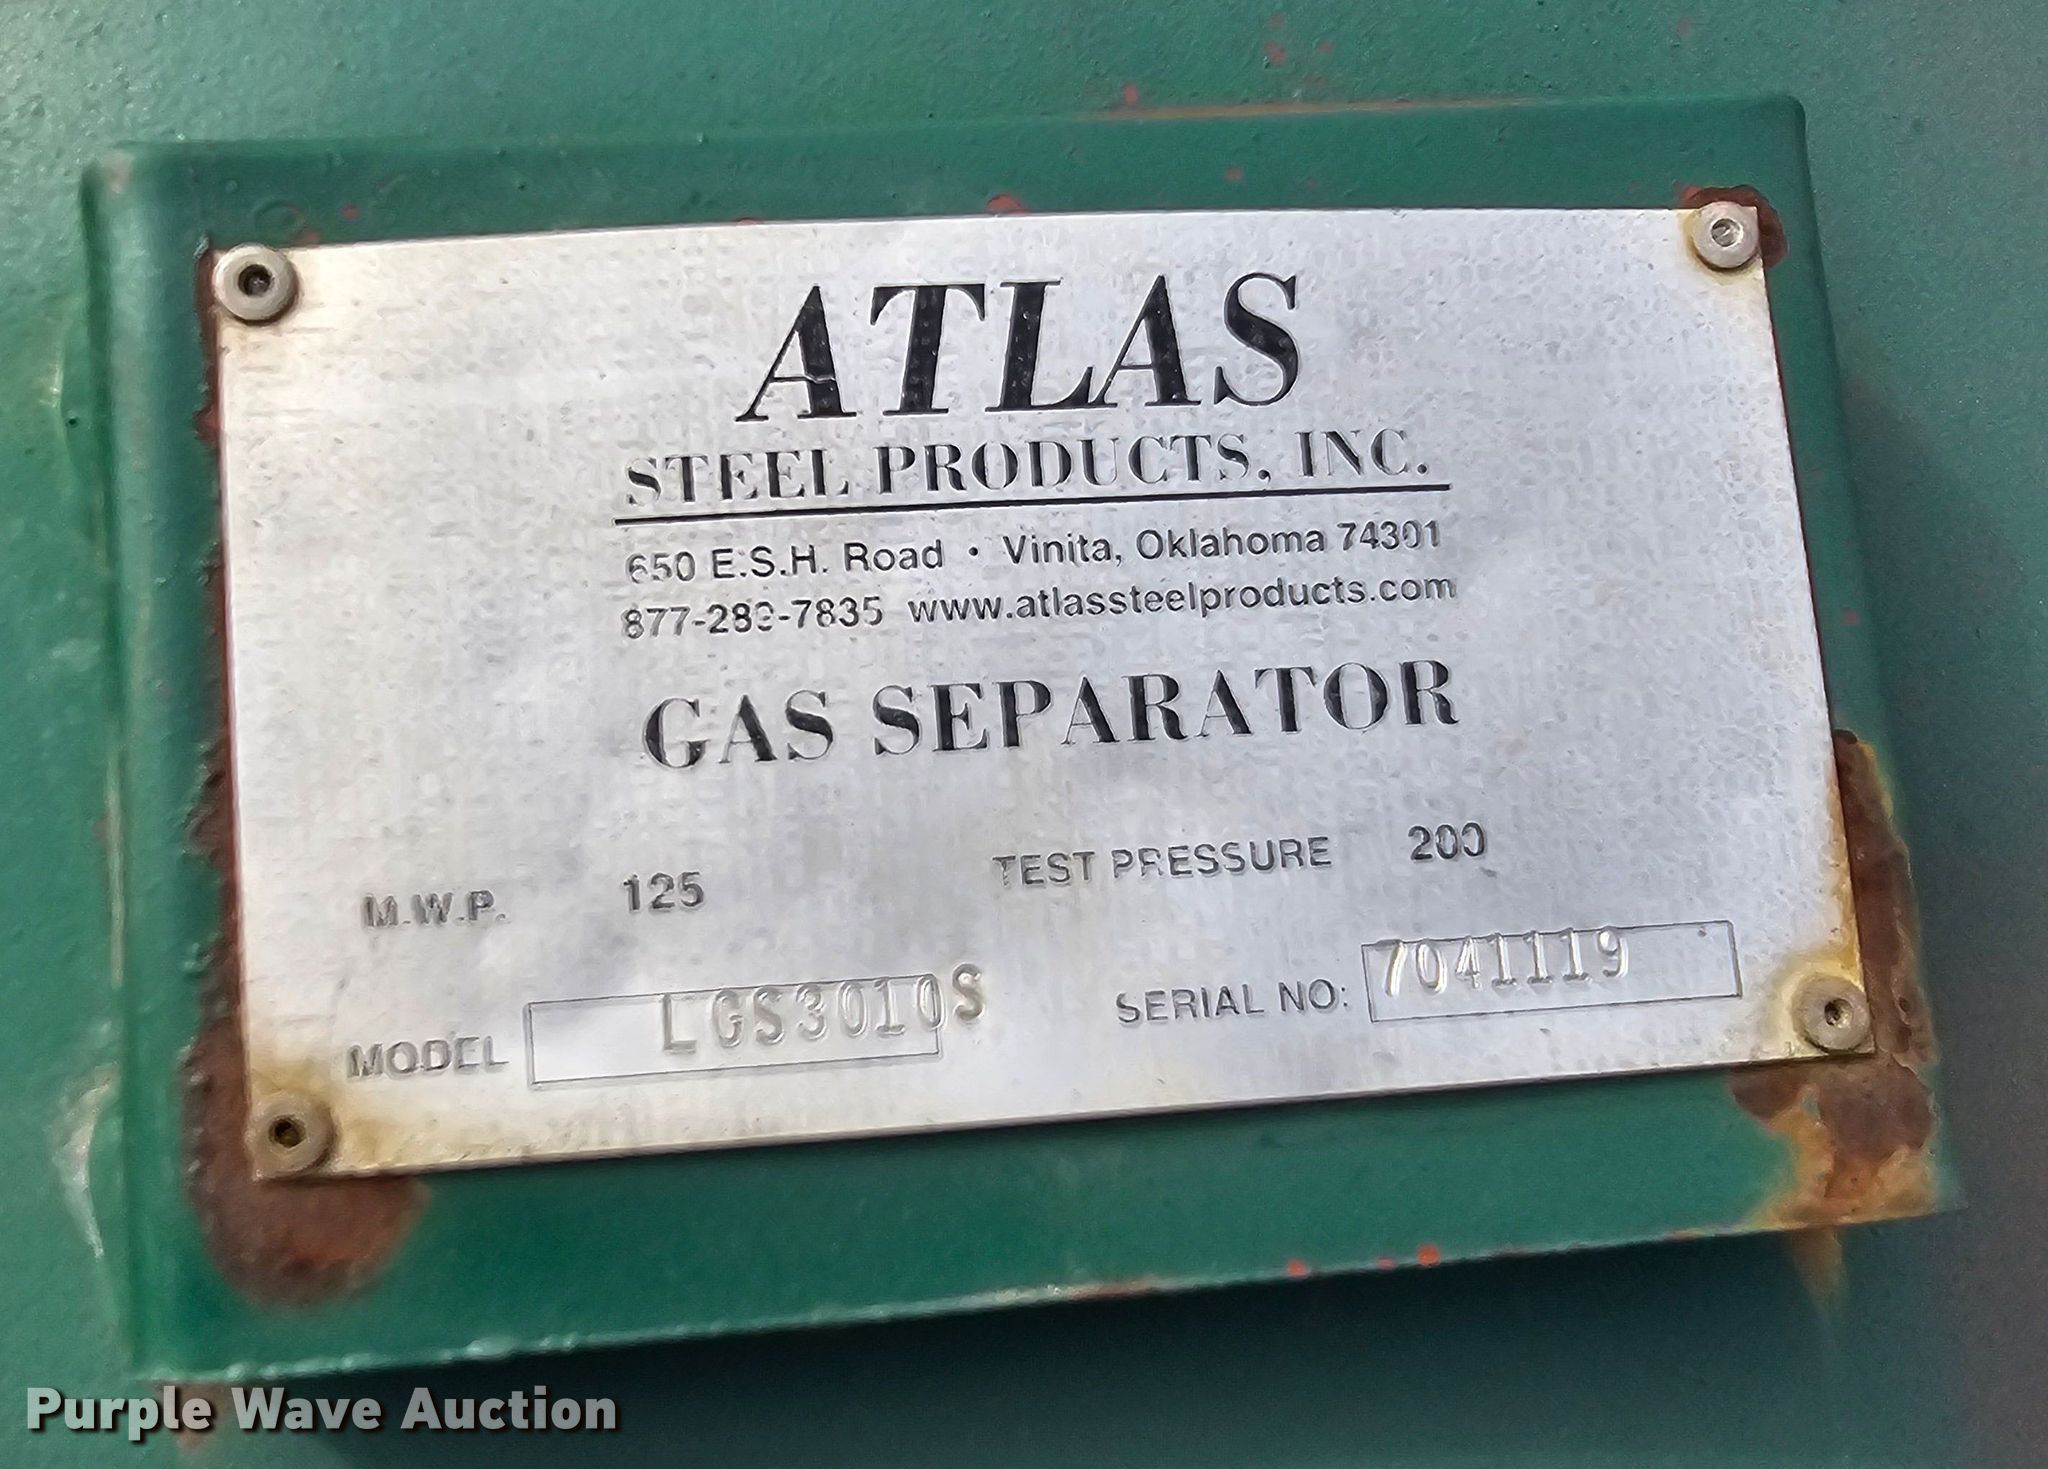 ATLAS
STEEL PRODUCTS, INC.
650 E.S.H. Road • Vinita, Oklahoma 74301
www.atlassteelproducts.com
GAS SEPARATOR
M.W.P. 125 TEST PRESSURE 200
MODEL LGS3010S SERIAL NO: 7041119
Purple Wave Auction